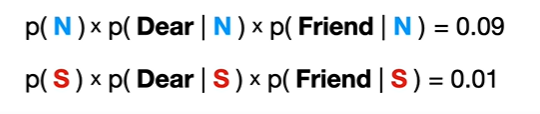 p( N ) × p( Dear | N ) × p( Friend | N ) = 0.09
p( S ) × p( Dear | S ) × p( Friend | S ) = 0.01